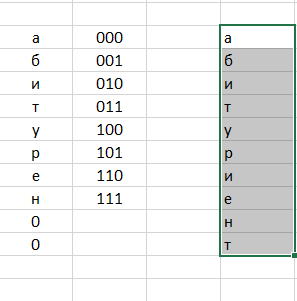 а 000 а
б 001 б
и 010 и
т 011 т
у 100 у
р 101 р
е 110 и
н 111 е
0 н
0 т